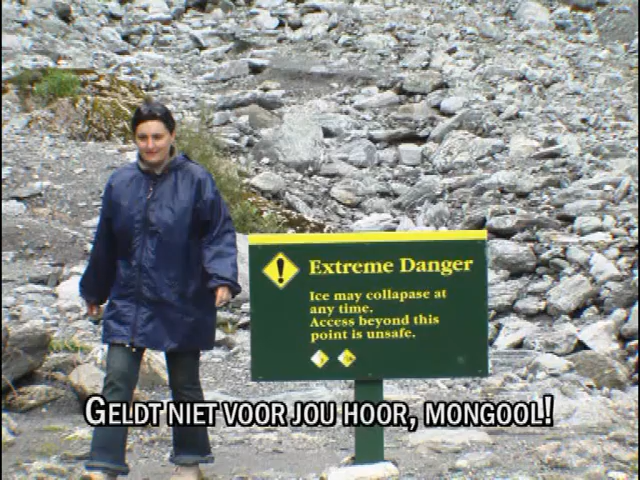 Extreme Danger
Ice may collapase at
any time.
Access beyond this
point is unsafe.
GELDT NIET VOOR JOU HOOR, MONGOOL!